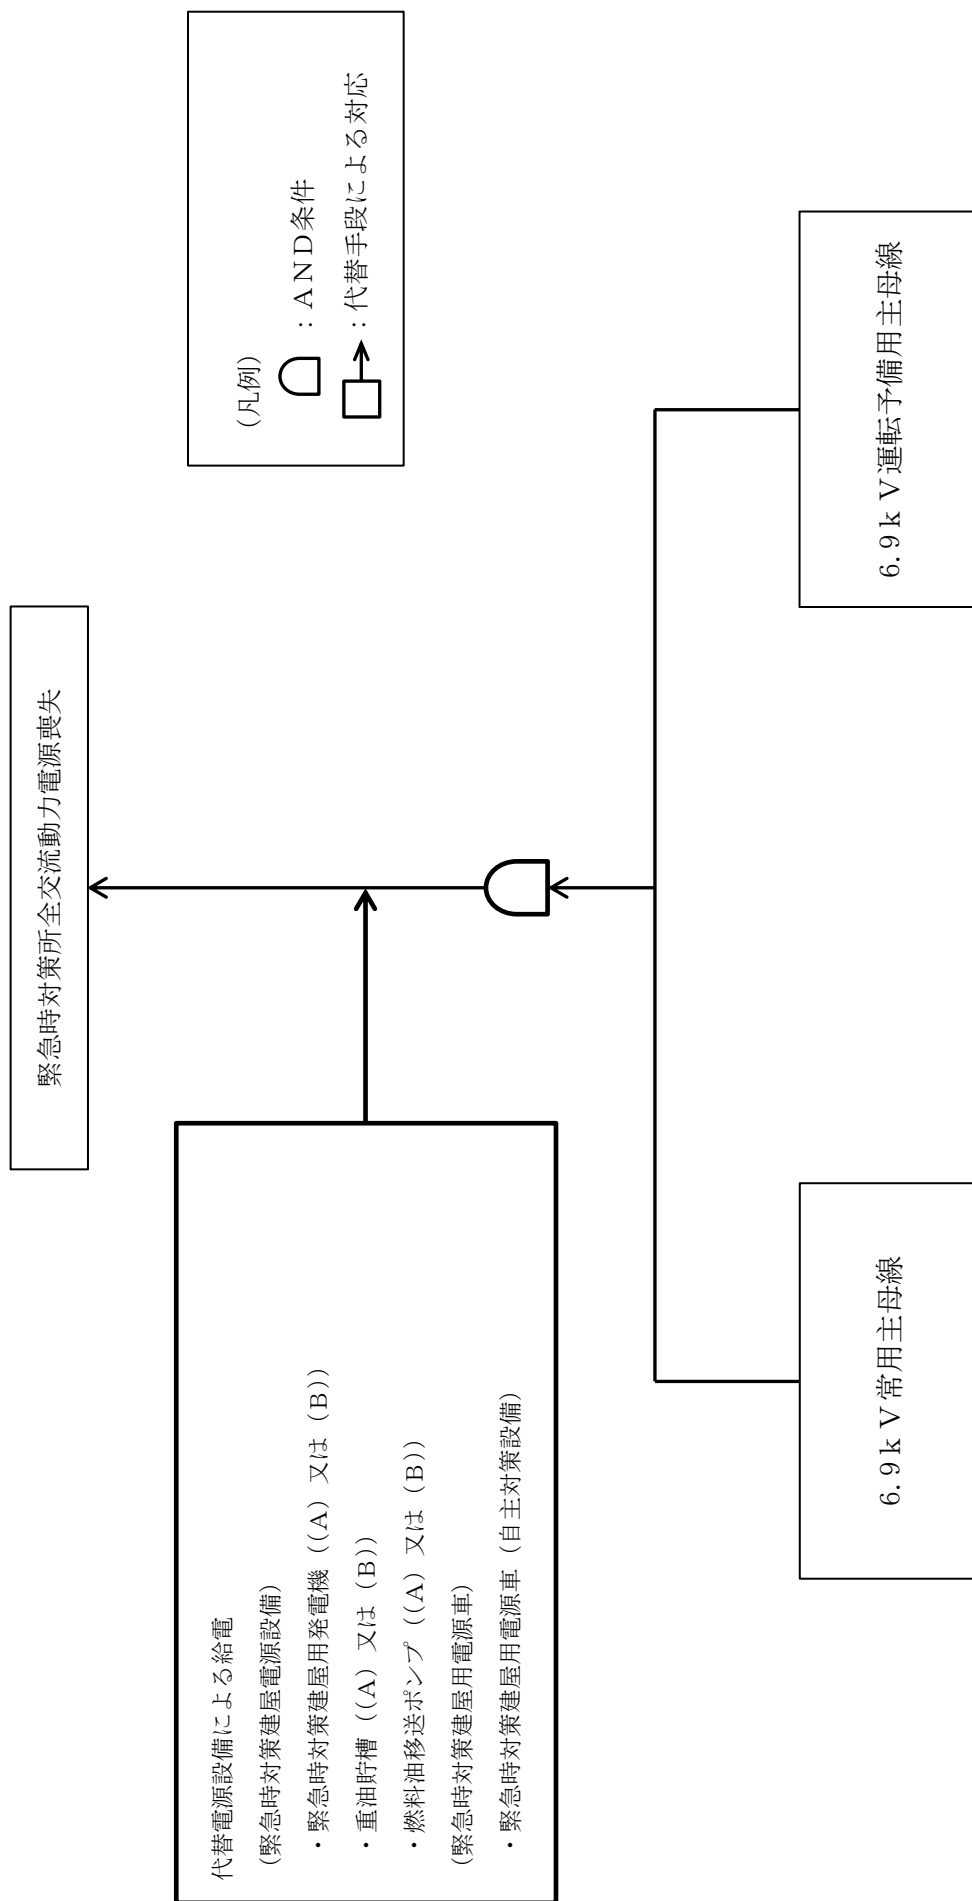 緊急時対策所全交流動力電源喪失
代替電源設備による給電
（緊急時対策建屋電源設備）
・緊急時対策建屋用発電機（（A）又は（B））
・重油貯槽（（A）又は（B））
・燃料油移送ポンプ（（A）又は（B））
（緊急時対策建屋用電源車）
・緊急時対策建屋用電源車（自主対策設備）
（凡例）
：AND条件
：代替手段による対応
6.9ｋＶ常用主母線
6.9ｋＶ運転予備用主母線